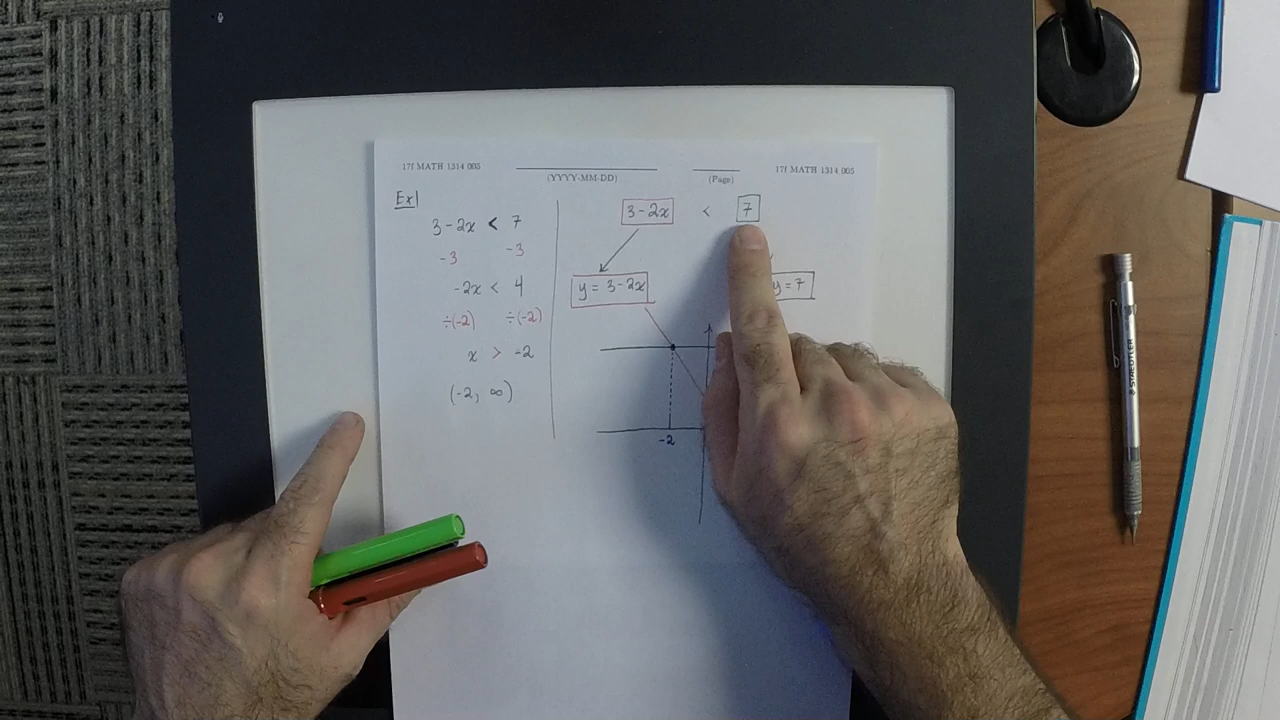 17f MATH 1314 005
(YYYY-MM-DD)
(Page)
17f MATH 1314 005
Ex1
3 - 2x < 7
-3 -3
-2x < 4
÷(-2) ÷(-2)
x > -2
(-2, ∞)
3 - 2x < 7
y = 3 - 2x
y = 7
-2
STAEDTLER